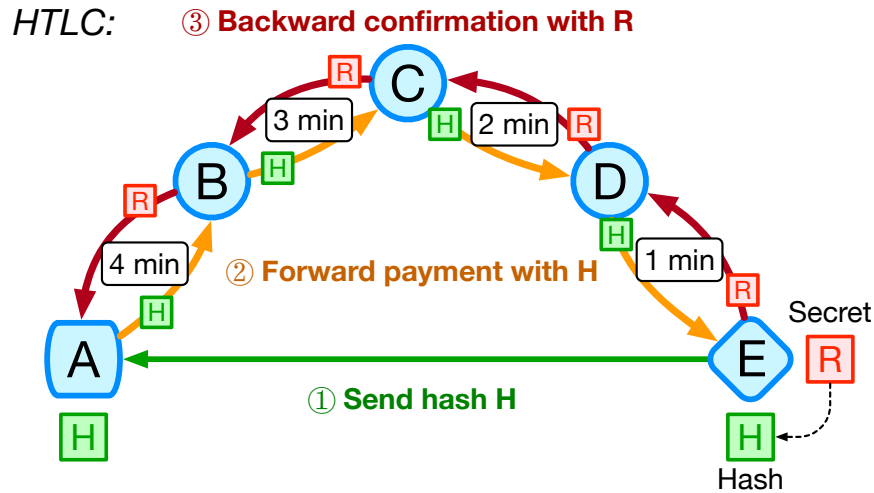 HTLC:
③ Backward confirmation with R
R
C
3 min
H
2 min
R
H
B
H
D
R
4 min
H
② Forward payment with H
1 min
H
R
Secret
A
E
R
① Send hash H
H
H
Hash